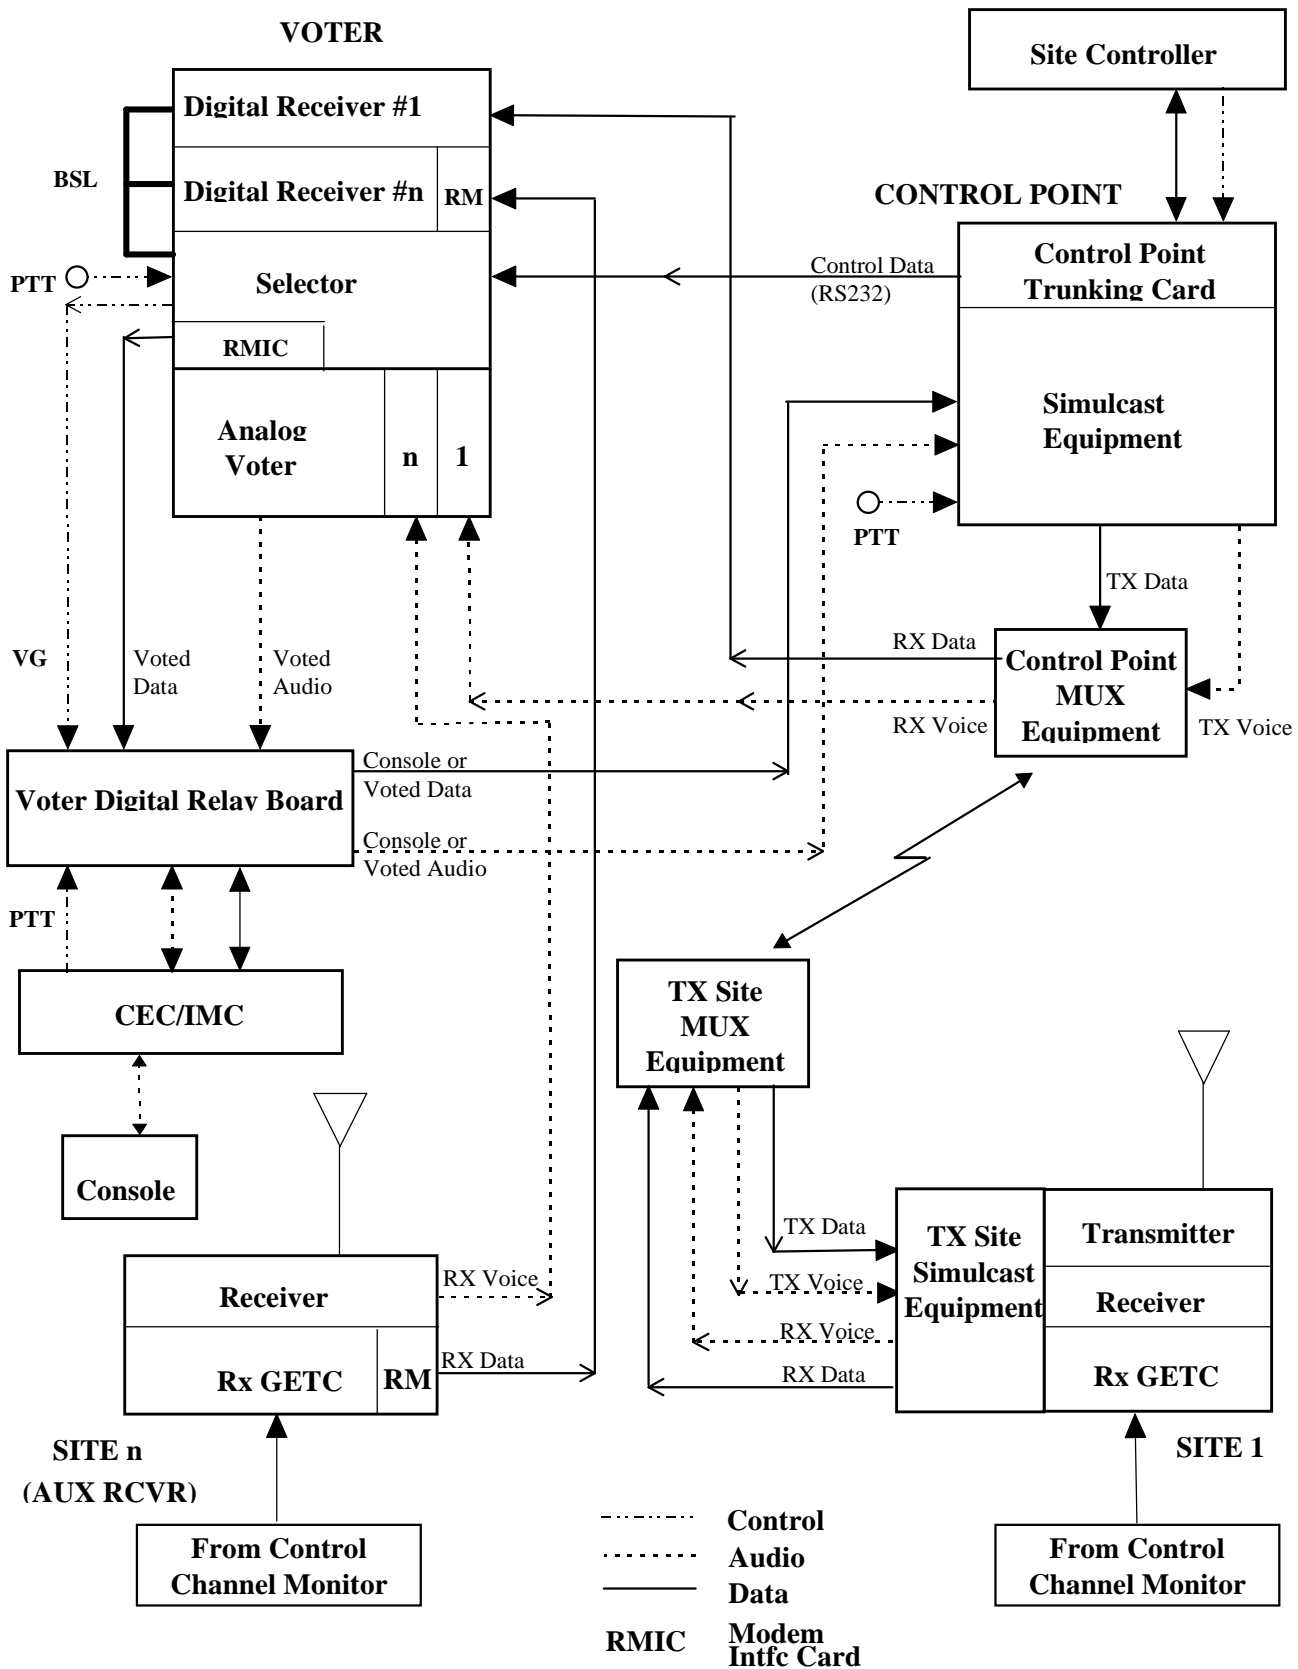 VOTER
Site Controller
Digital Receiver #1
BSL
Digital Receiver #n
RM
CONTROL POINT
PTT
Selector
Control Data
(RS232)
Control Point
Trunking Card
RMIC
Analog
Voter
n
1
Simulcast
Equipment
PTT
TX Data
VG
Voted
Data
Voted
Audio
RX Data
RX Voice
Control Point
MUX
Equipment
TX Voice
Voter Digital Relay Board
Console or
Voted Data
Console or
Voted Audio
PTT
CEC/IMC
TX Site
MUX
Equipment
Console
TX Data
TX Voice
RX Voice
RX Data
TX Site
Simulcast
Equipment
Transmitter
Receiver
Rx GETC
Receiver
RX Voice
Rx GETC
RM
RX Data
SITE n
(AUX RCVR)
SITE 1
From Control
Channel Monitor
From Control
Channel Monitor
Control
Audio
Data
RMIC
Modem
Intfc Card